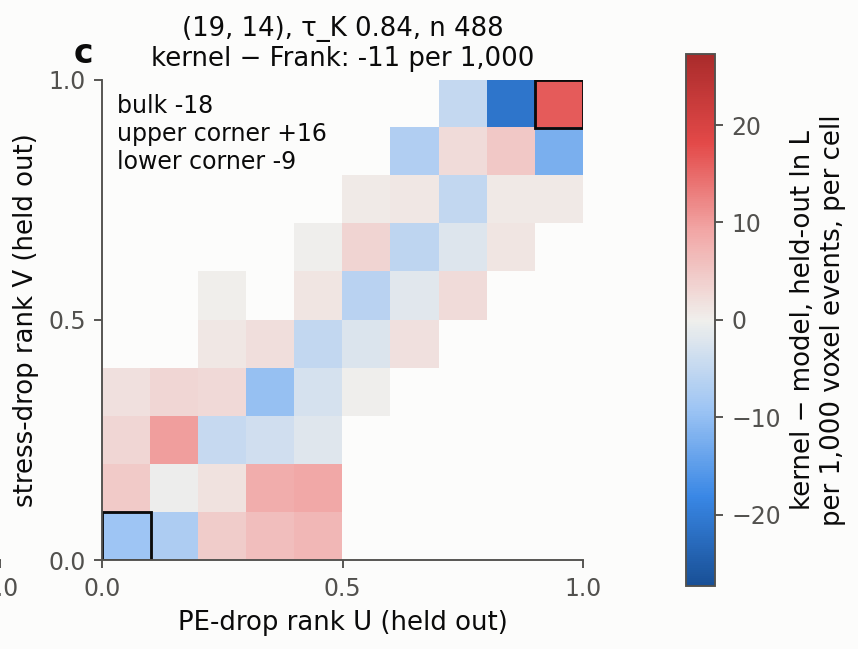 (19, 14), τ_K 0.84, n 488
c
kernel − Frank: -11 per 1,000
bulk -18
upper corner +16
lower corner -9
1.0
0.5
0.0
stress-drop rank V (held out)
.0
0.0
0.5
1.0
PE-drop rank U (held out)
20
10
0
−10
−20
kernel − model, held-out ln L
per 1,000 voxel events, per cell